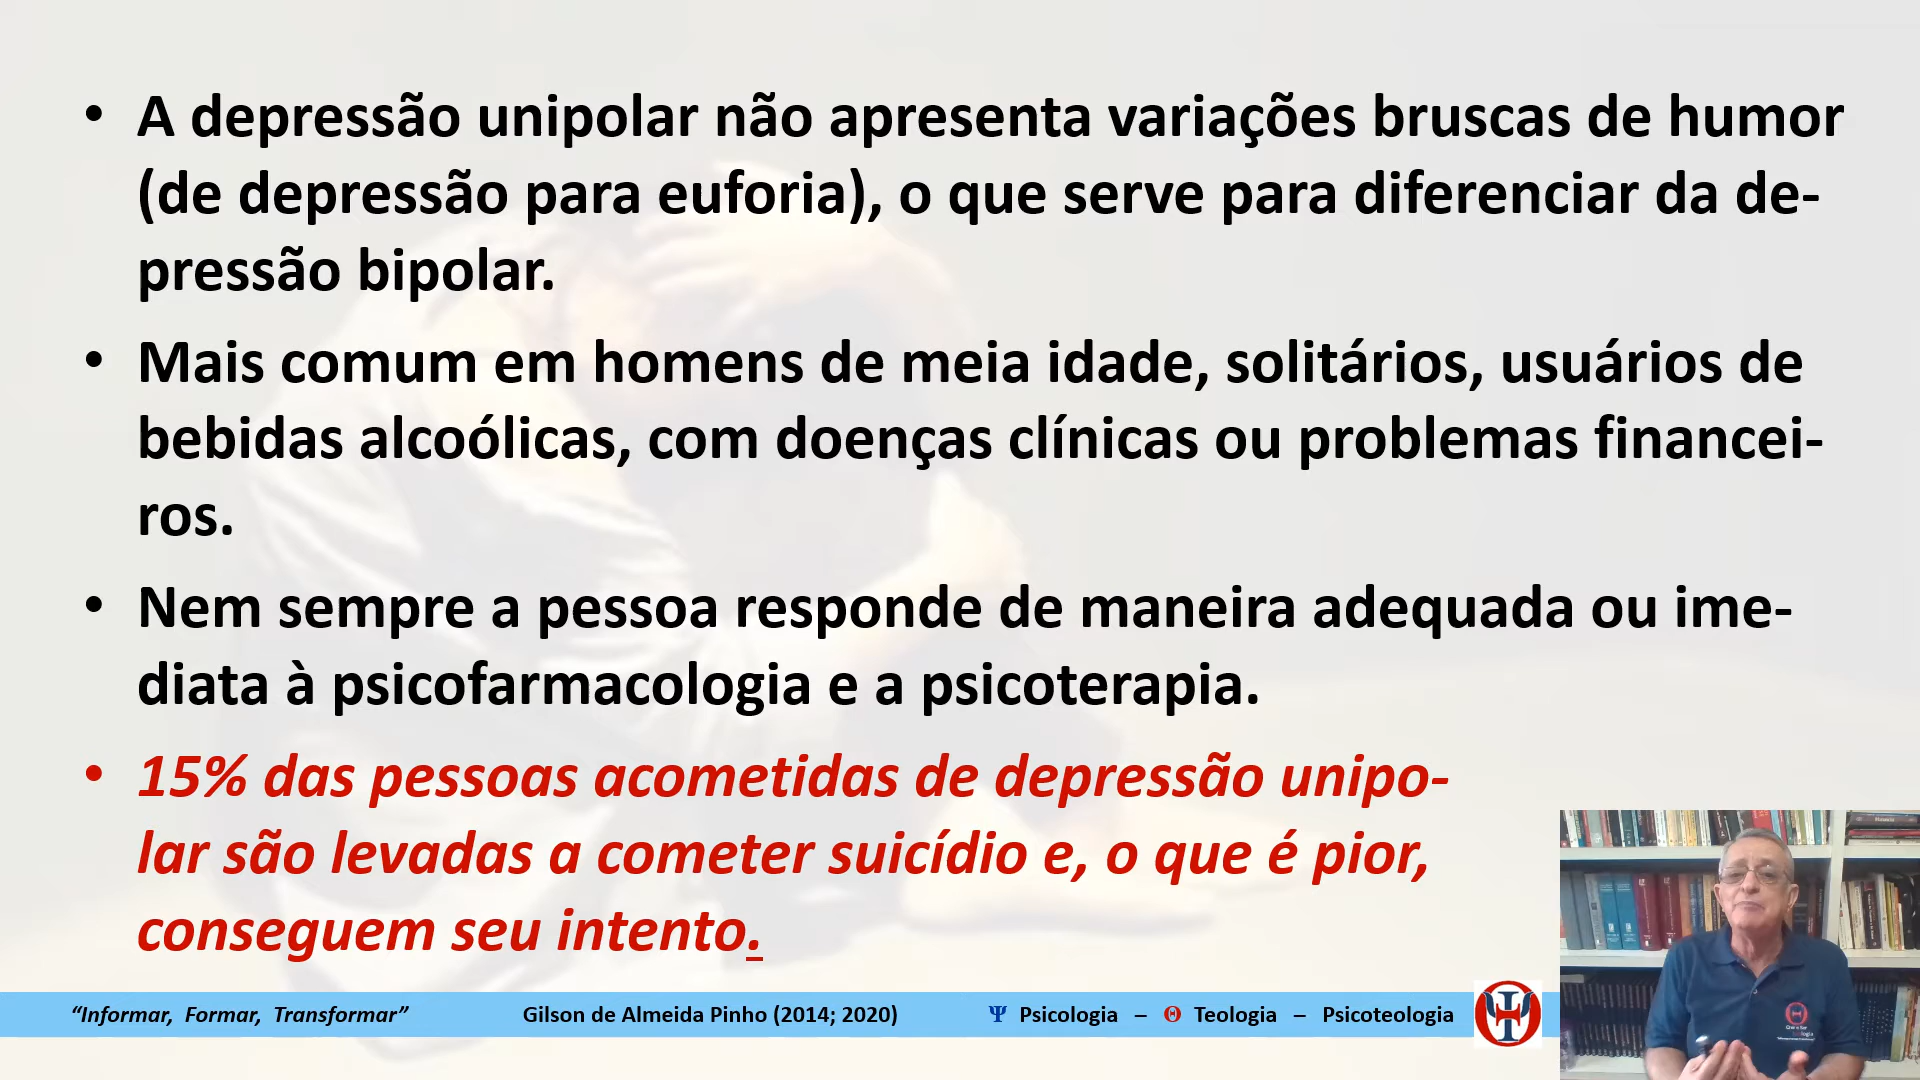 • A depressão unipolar não apresenta variações bruscas de humor
(de depressão para euforia), o que serve para diferenciar da de-
pressão bipolar.
• Mais comum em homens de meia idade, solitários, usuários de
bebidas alcoólicas, com doenças clínicas ou problemas financei-
ros.
• Nem sempre a pessoa responde de maneira adequada ou ime-
diata à psicofarmacologia e a psicoterapia.
• 15% das pessoas acometidas de depressão unipo-
lar são levadas a cometer suicídio e, o que é pior,
conseguem seu intento.
“Informar, Formar, Transformar” Gilson de Almeida Pinho (2014; 2020) Ψ Psicologia – Θ Teologia – Psicoteologia